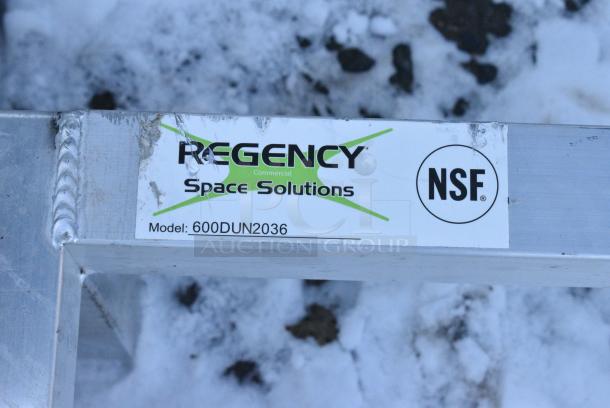 REGENCY
Commercial
Space Solutions
Model: 600DUN2036
NSF®
PCI
AUCTION GROUP